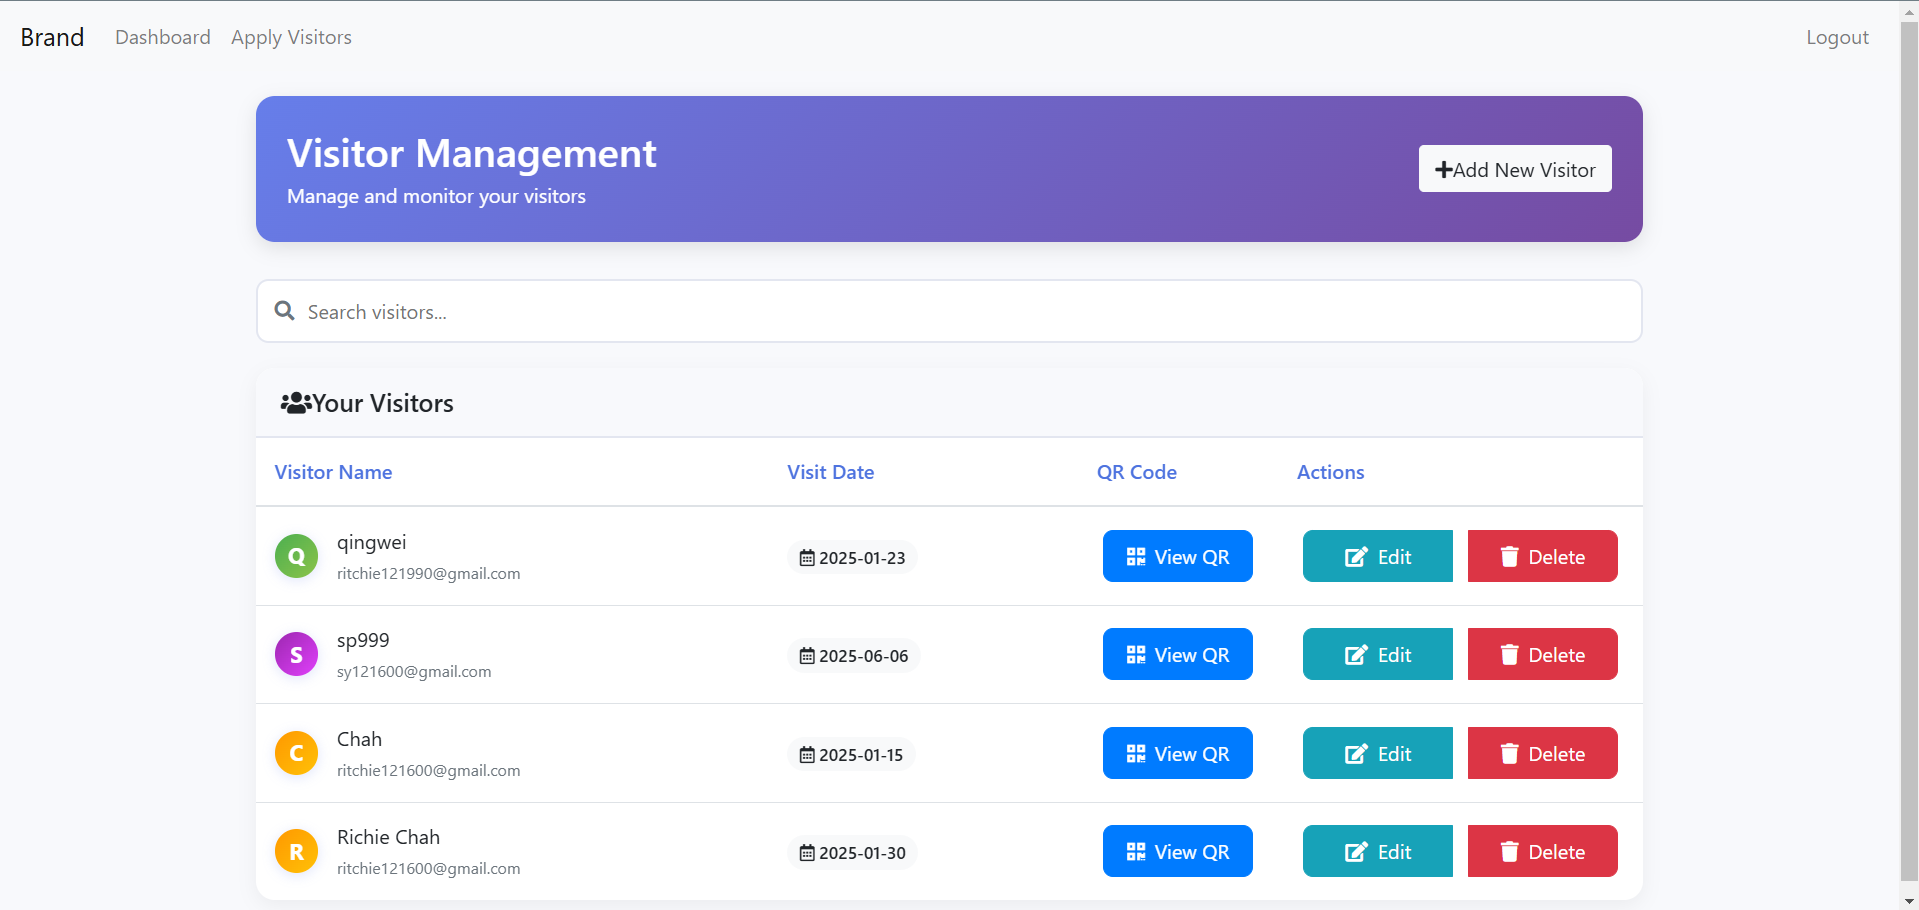 Brand Dashboard Apply Visitors Logout
Visitor Management
Manage and monitor your visitors
Add New Visitor
Search visitors...
Your Visitors
Visitor Name Visit Date QR Code Actions
Q qingwei
ritchie121990@gmail.com
2025-01-23 View QR Edit Delete
S sp999
sy121600@gmail.com
2025-06-06 View QR Edit Delete
C Chah
ritchie121600@gmail.com
2025-01-15 View QR Edit Delete
R Richie Chah
ritchie121600@gmail.com
2025-01-30 View QR Edit Delete